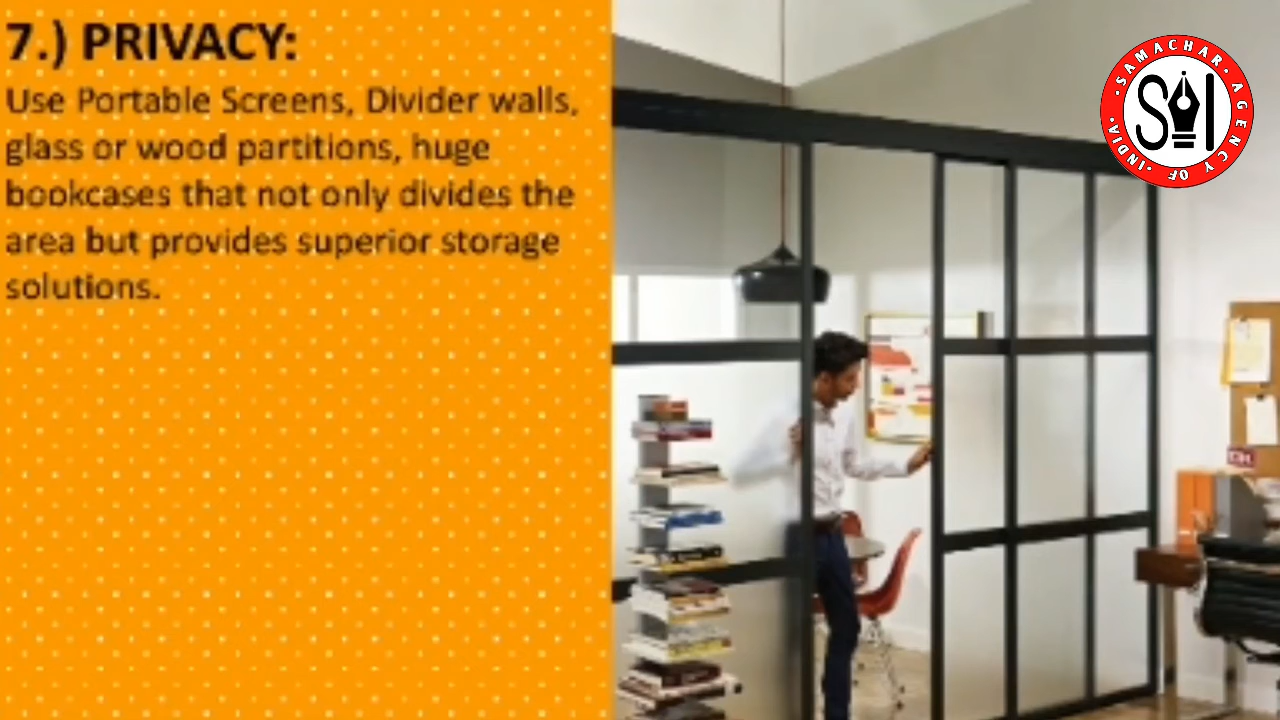 7.) PRIVACY:
Use Portable Screens, Divider walls,
glass or wood partitions, huge
bookcases that not only divides the
area but provides superior storage
solutions.
SAMACHAR AGENCY OF INDIA
SAI